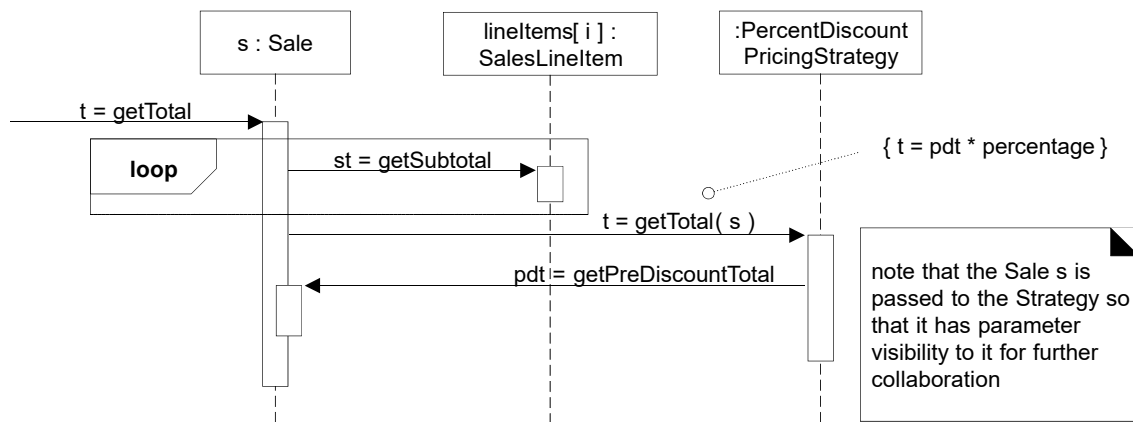 s : Sale
lineItems[ i ] :
SalesLineItem
:PercentDiscount
PricingStrategy
t = getTotal
loop
st = getSubtotal
{ t = pdt * percentage }
t = getTotal( s )
pdt = getPreDiscountTotal
note that the Sale s is
passed to the Strategy so
that it has parameter
visibility to it for further
collaboration